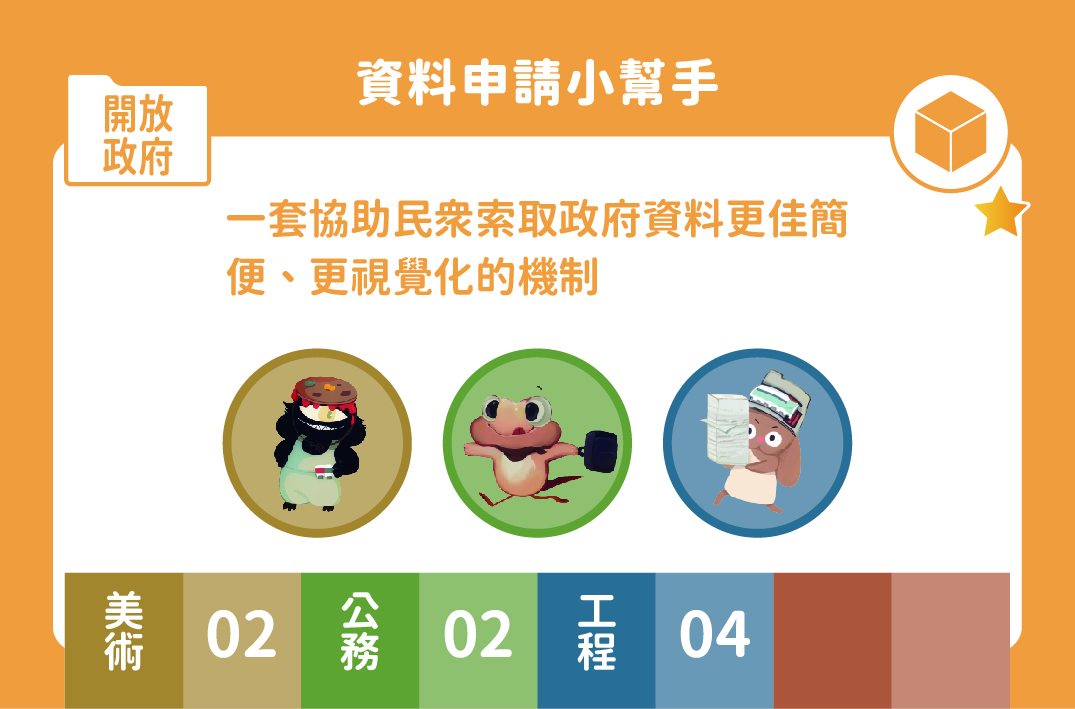 資料申請小幫手
開放
政府
一套協助民眾索取政府資料更佳簡
便、更視覺化的機制
美術
02
公務
02
工程
04